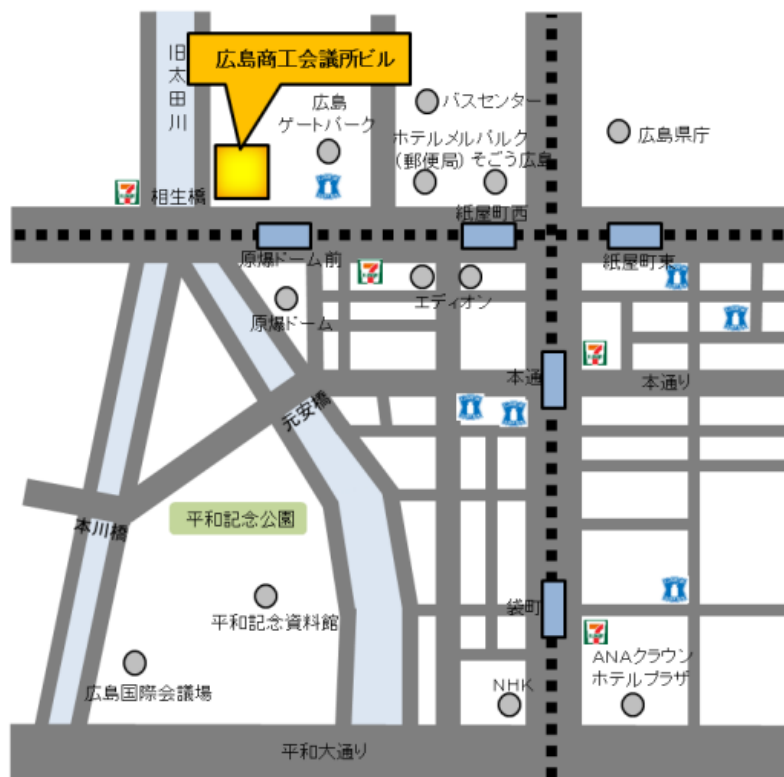 旧太田川
広島商工会議所ビル
広島
ゲートパーク
バスセンター
ホテルメルパルク
(郵便局)
そごう広島
広島県庁
相生橋
紙屋町西
原爆ドーム前
紙屋町東
原爆ドーム
エディオン
本通
本通り
元安橋
本川橋
平和記念公園
袋町
平和記念資料館
広島国際会議場
NHK
ANAクラウン
ホテルプラザ
平和大通り